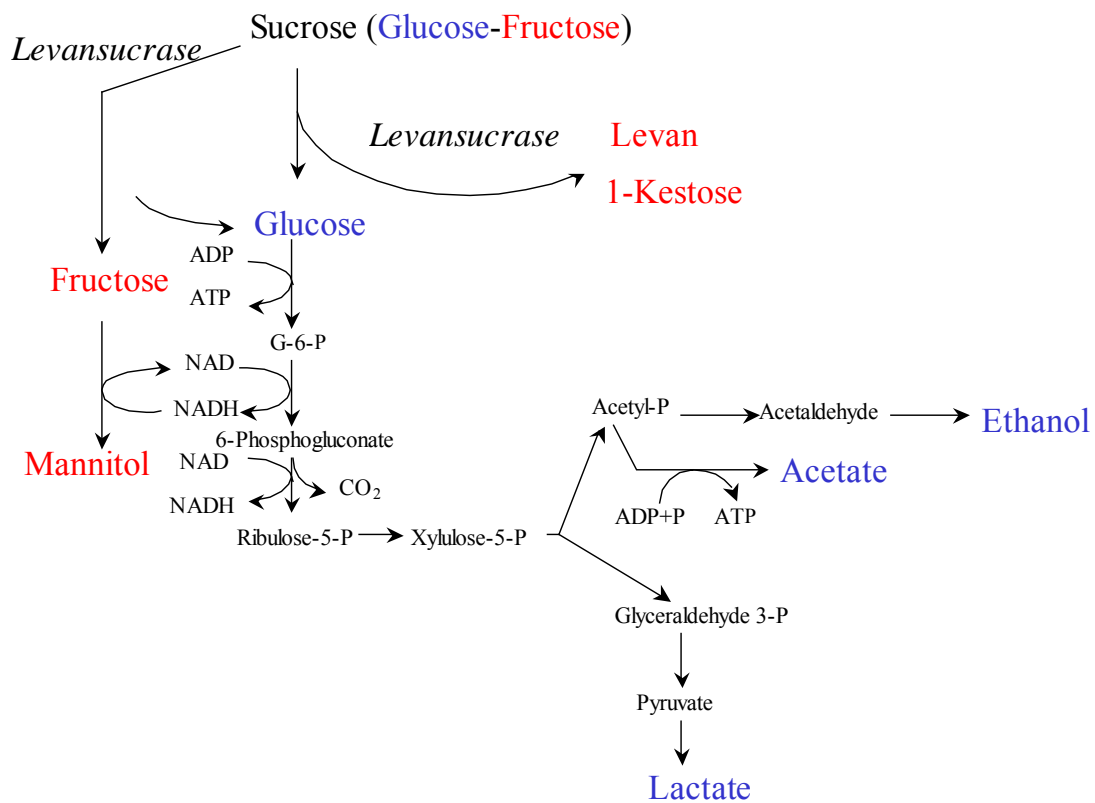 Sucrose (Glucose-Fructose)
Levansucrase
Levansucrase
Levan
1-Kestose
Glucose
ADP
Fructose
ATP
G-6-P
NAD
NADH
Acetyl-P
Acetaldehyde
Ethanol
6-Phosphogluconate
Mannitol
NAD
Acetate
CO₂
NADH
ADP+P
ATP
Ribulose-5-P
Xylulose-5-P
Glyceraldehyde 3-P
Pyruvate
Lactate